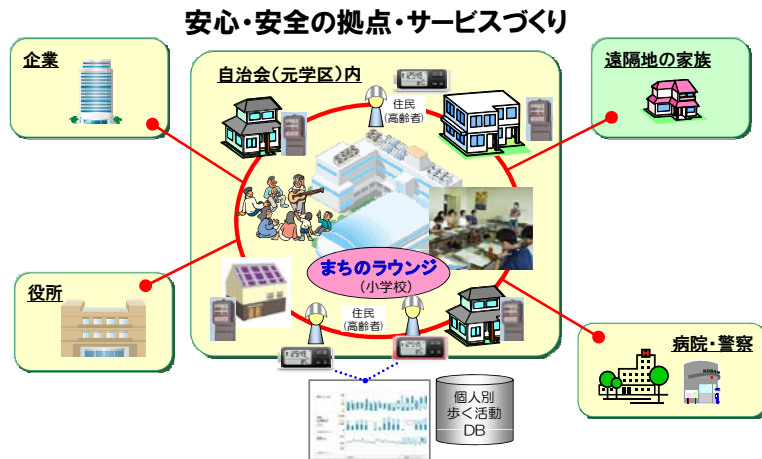 安心・安全の拠点・サービスづくり
企業
自治会(元学区)内
遠隔地の家族
住民
(高齢者)
まちのラウンジ
(小学校)
役所
住民
(高齢者)
病院・警察
KOBAN
個人別
歩く活動
DB